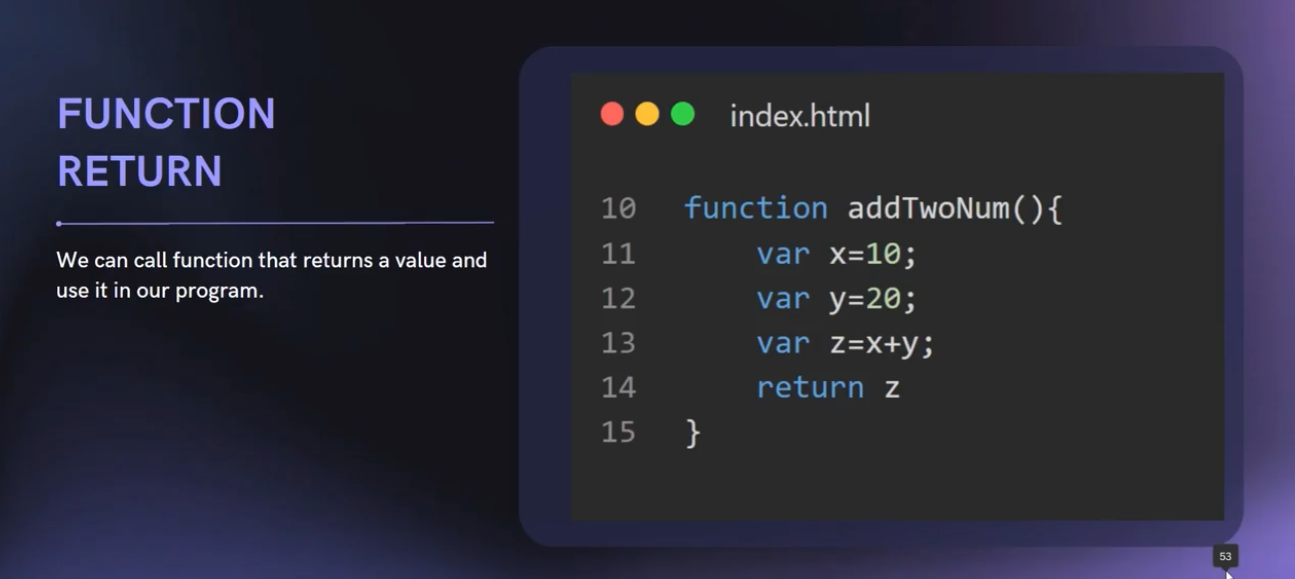 FUNCTION
RETURN
We can call function that returns a value and
use it in our program.
index.html
10 function addTwoNum(){
11 var x=10;
12 var y=20;
13 var z=x+y;
14 return z
15 }
53